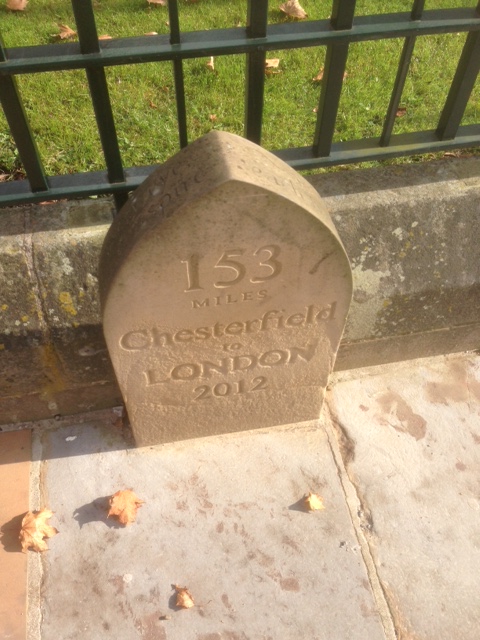 153
MILES
Chesterfield
to
LONDON
2012